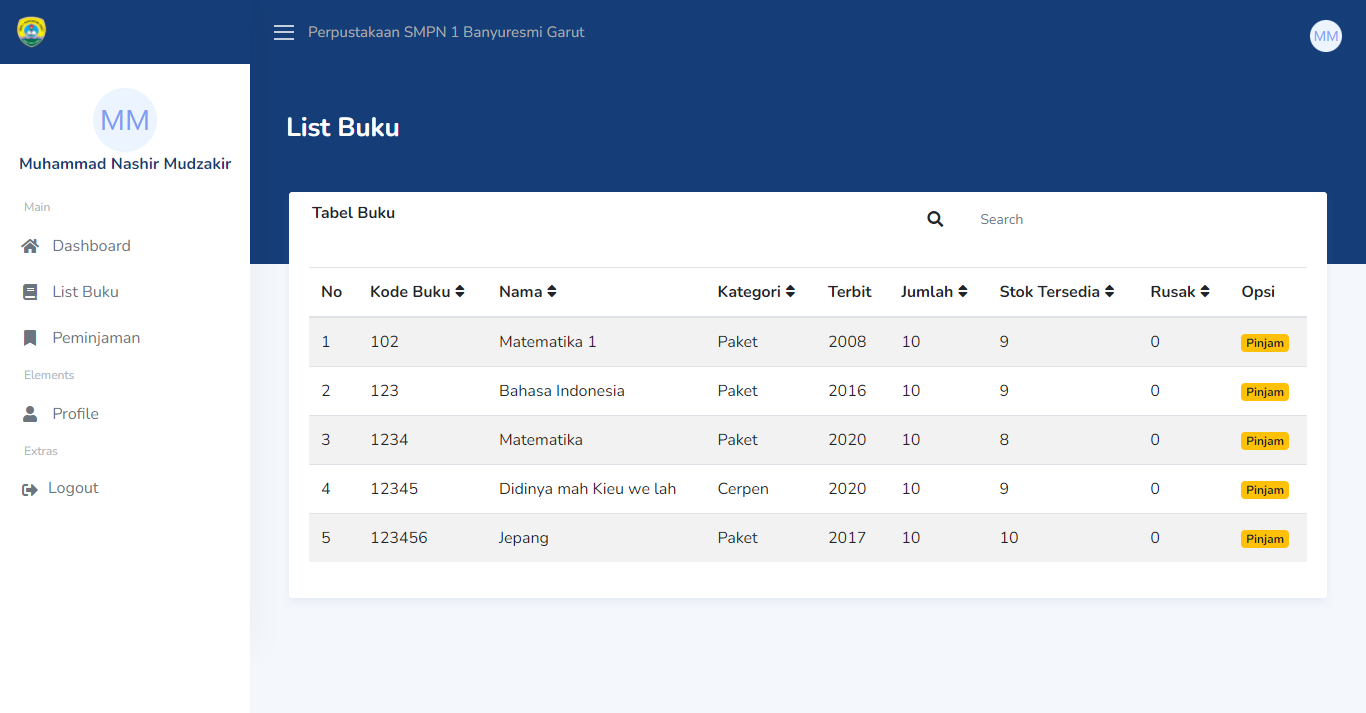 Perpustakaan SMPN 1 Banyuresmi Garut
MM
MM
Muhammad Nashir Mudzakir
Main
Dashboard
List Buku
Peminjaman
Elements
Profile
Extras
Logout
List Buku
Tabel Buku
Search
No Kode Buku Nama Kategori Terbit Jumlah Stok Tersedia Rusak Opsi
1 102 Matematika 1 Paket 2008 10 9 0 Pinjam
2 123 Bahasa Indonesia Paket 2016 10 9 0 Pinjam
3 1234 Matematika Paket 2020 10 8 0 Pinjam
4 12345 Didinya mah Kieu we lah Cerpen 2020 10 9 0 Pinjam
5 123456 Jepang Paket 2017 10 10 0 Pinjam